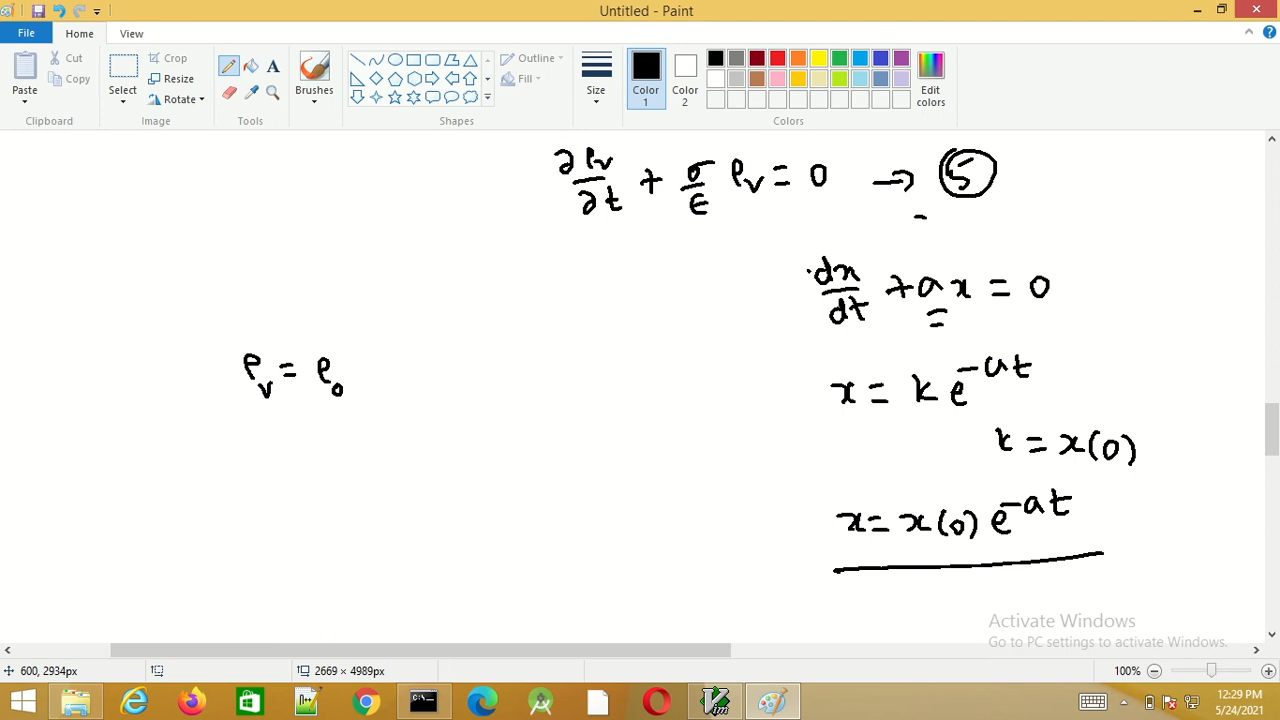 Untitled - Paint
File Home View
Paste
Cut
Copy
Clipboard
Select
Crop
Resize
Rotate
Image
Tools
Brushes
Outline
Fill
Shapes
Size
Color 1
Color 2
Edit colors
Colors
∂ρv/∂t + σ/ε ρv = 0 → 5
dx/dt + ax = 0
ρv = ρ0
x = k e^-at
k = x(0)
x = x(0) e^-at
Activate Windows
Go to PC settings to activate Windows.
600, 2934px
2669 × 4989px
100%
12:29 PM
5/24/2021